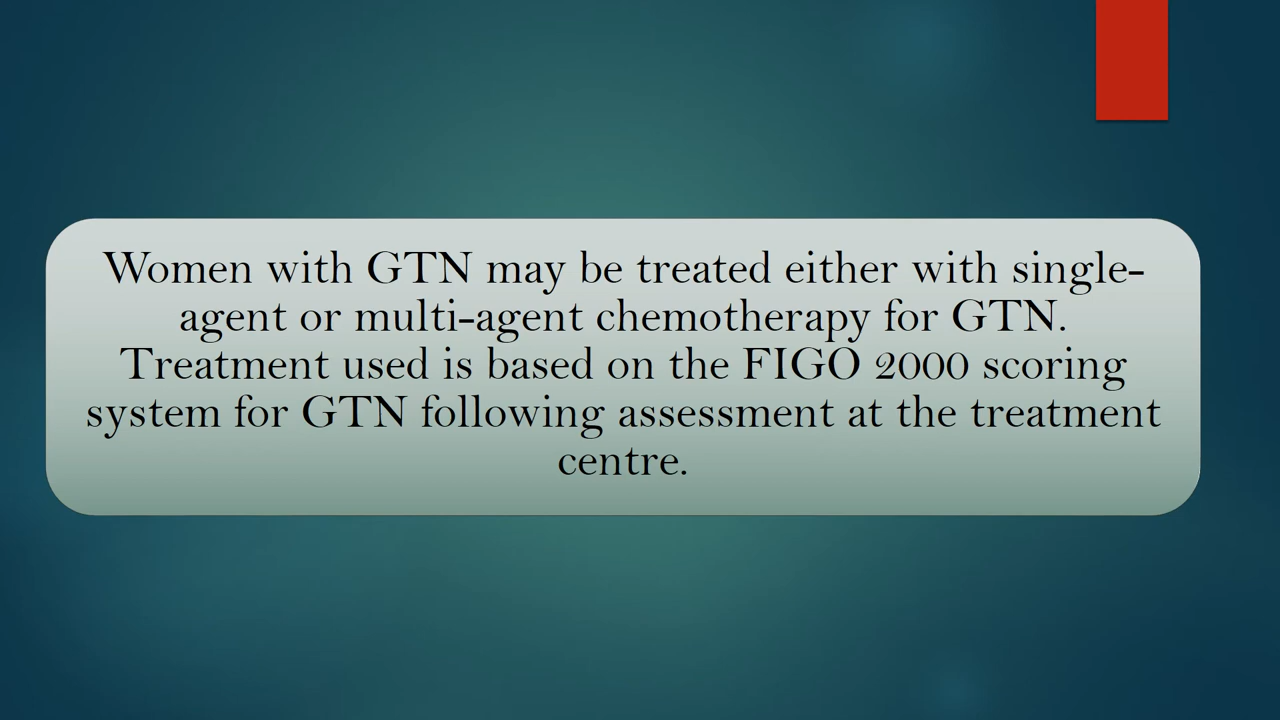 Women with GTN may be treated either with single-
agent or multi-agent chemotherapy for GTN.
Treatment used is based on the FIGO 2000 scoring
system for GTN following assessment at the treatment
centre.